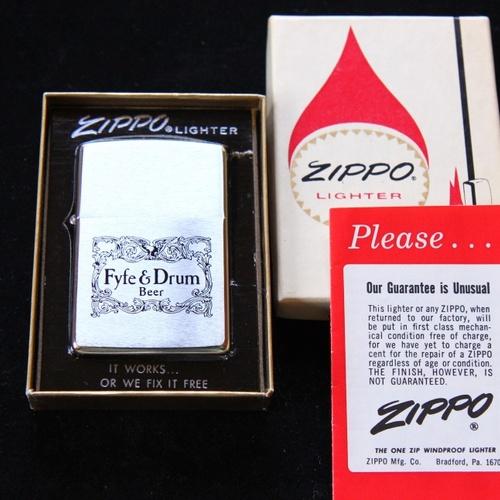 ZIPPO® LIGHTER
Fyfe & Drum
Beer
IT WORKS...
OR WE FIX IT FREE
ZIPPO®
LIGHTER
Please...
Our Guarantee is Unusual
This lighter or any ZIPPO, when
returned to our factory, will
be put in first class mechan-
ical condition free of charge,
for we have yet to charge a
cent for the repair of a ZIPPO
regardless of age or condition.
THE FINISH, HOWEVER, IS
NOT GUARANTEED.
ZIPPO®
THE ONE ZIP WINDPROOF LIGHTER
ZIPPO Mfg. Co. Bradford, Pa. 1670